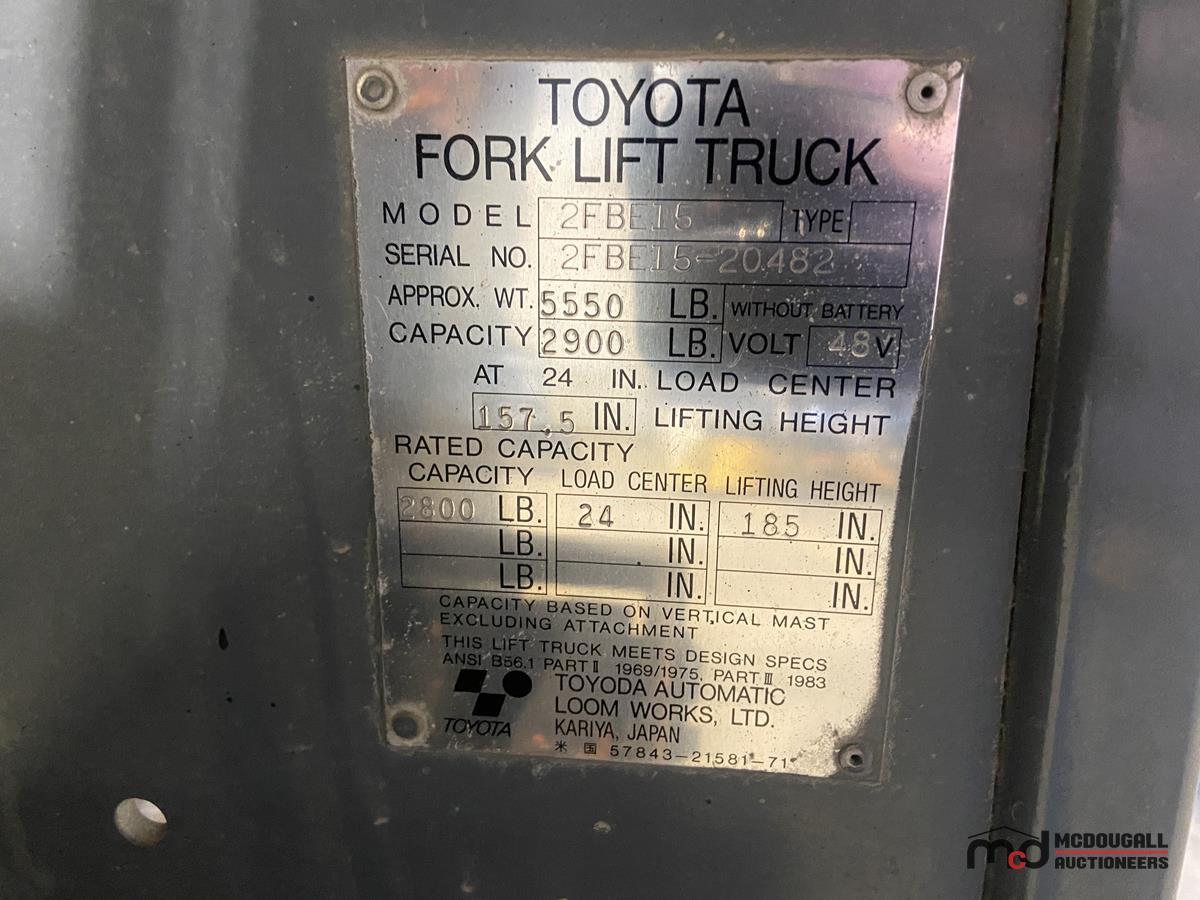 TOYOTA
FORK LIFT TRUCK
MODEL 2FBE15 TYPE
SERIAL NO. 2FBE15-20482
APPROX. WT. 5550 LB. WITHOUT BATTERY
CAPACITY 2900 LB. VOLT 48V
AT 24 IN. LOAD CENTER
157.5 IN. LIFTING HEIGHT
RATED CAPACITY
CAPACITY LOAD CENTER LIFTING HEIGHT
2800 LB. 24 IN. 185 IN.
LB. IN. IN.
LB. IN. IN.
CAPACITY BASED ON VERTICAL MAST
EXCLUDING ATTACHMENT
THIS LIFT TRUCK MEETS DESIGN SPECS
ANSI B56.1 PART II 1969/1975, PART III 1983
TOYODA AUTOMATIC
LOOM WORKS, LTD.
TOYOTA KARIYA, JAPAN
米国 57843-21581-71
mcd MCDOUGALL
AUCTIONEERS